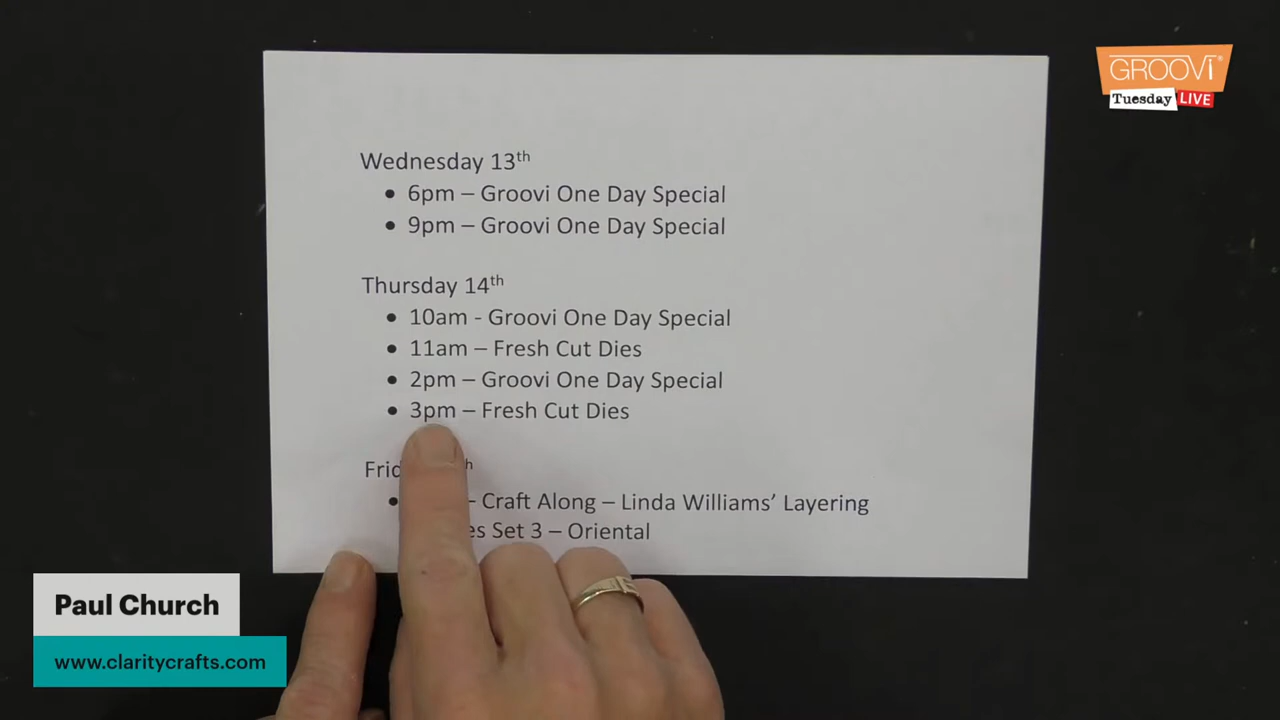 GROOVI®
Tuesday LIVE
Wednesday 13th
• 6pm – Groovi One Day Special
• 9pm – Groovi One Day Special
Thursday 14th
• 10am - Groovi One Day Special
• 11am – Fresh Cut Dies
• 2pm – Groovi One Day Special
• 3pm – Fresh Cut Dies
• – Craft Along – Linda Williams’ Layering
Set 3 – Oriental
Paul Church
www.claritycrafts.com